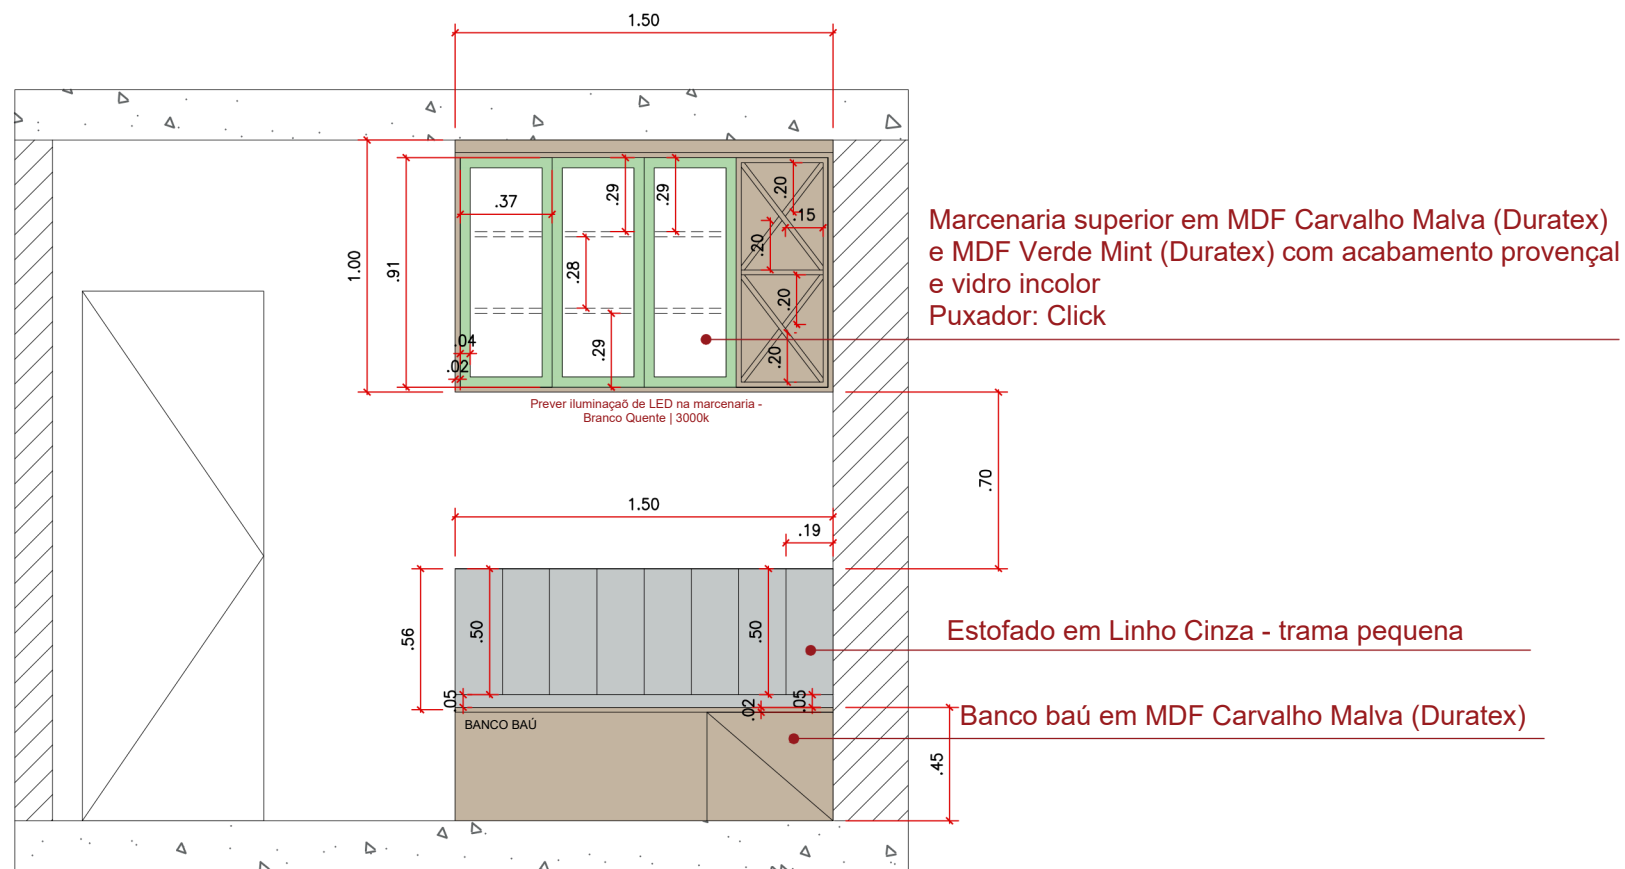 1.50
.37
.29
.29
.20
.15
.20
1.00
.91
.28
.20
.04
.02
.29
.20
Marcenaria superior em MDF Carvalho Malva (Duratex)
e MDF Verde Mint (Duratex) com acabamento provençal
e vidro incolor
Puxador: Click
Prever iluminaçaõ de LED na marcenaria -
Branco Quente | 3000k
.70
1.50
.19
.56
.50
.50
Estofado em Linho Cinza - trama pequena
.05
.02
.05
BANCO BAÚ
Banco baú em MDF Carvalho Malva (Duratex)
.45